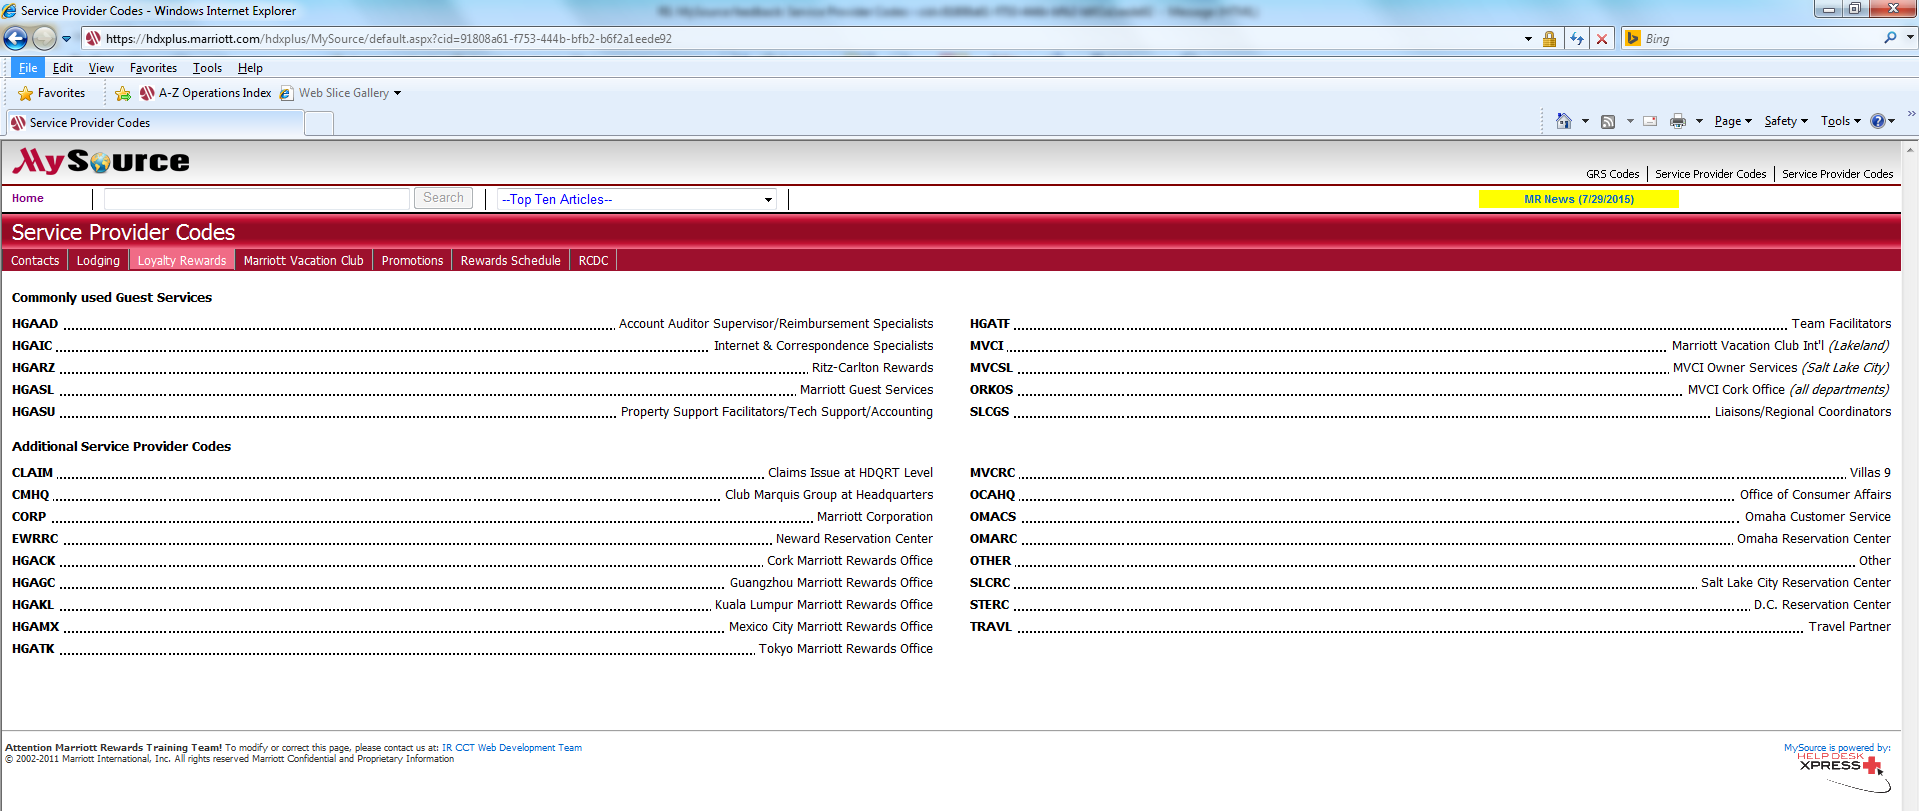 Service Provider Codes - Windows Internet Explorer
https://hdxplus.marriott.com/hdxplus/MySource/default.aspx?cid=91808a61-f753-444b-bfb2-b6f2a1eede92
Bing
File Edit View Favorites Tools Help
Favorites A-Z Operations Index Web Slice Gallery
Service Provider Codes
Page Safety Tools
MySource
GRS Codes Service Provider Codes Service Provider Codes
Home Search --Top Ten Articles-- MR News (7/29/2015)
Service Provider Codes
Contacts Lodging Loyalty Rewards Marriott Vacation Club Promotions Rewards Schedule RCDC
Commonly used Guest Services
HGAAD Account Auditor Supervisor/Reimbursement Specialists
HGAIC Internet & Correspondence Specialists
HGARZ Ritz-Carlton Rewards
HGASL Marriott Guest Services
HGASU Property Support Facilitators/Tech Support/Accounting
HGATF Team Facilitators
MVCI Marriott Vacation Club Int'l (Lakeland)
MVCSL MVCI Owner Services (Salt Lake City)
ORKOS MVCI Cork Office (all departments)
SLCGS Liaisons/Regional Coordinators
Additional Service Provider Codes
CLAIM Claims Issue at HDQRT Level
CMHQ Club Marquis Group at Headquarters
CORP Marriott Corporation
EWRRC Neward Reservation Center
HGACK Cork Marriott Rewards Office
HGAGC Guangzhou Marriott Rewards Office
HGAKL Kuala Lumpur Marriott Rewards Office
HGAMX Mexico City Marriott Rewards Office
HGATK Tokyo Marriott Rewards Office
MVCRC Villas 9
OCAHQ Office of Consumer Affairs
OMACS Omaha Customer Service
OMARC Omaha Reservation Center
OTHER Other
SLCRC Salt Lake City Reservation Center
STERC D.C. Reservation Center
TRAVL Travel Partner
Attention Marriott Rewards Training Team! To modify or correct this page, please contact us at: IR CCT Web Development Team
© 2002-2011 Marriott International, Inc. All rights reserved Marriott Confidential and Proprietary Information
MySource is powered by:
HELP DESK
XPRESS